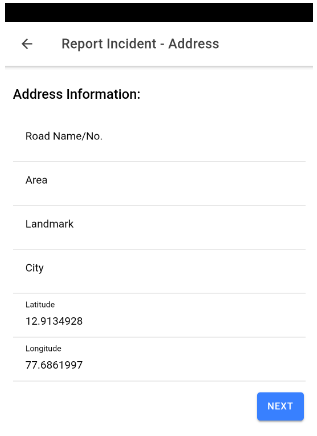 Report Incident - Address
Address Information:
Road Name/No.
Area
Landmark
City
Latitude
12.9134928
Longitude
77.6861997
NEXT